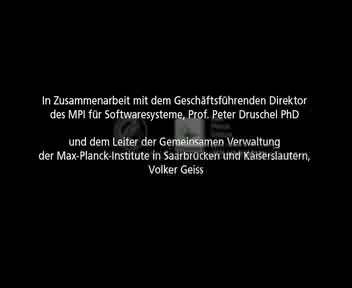 In Zusammenarbeit mit dem Geschäftsführenden Direktor
des MPI für Softwaresysteme, Prof. Peter Druschel PhD
und dem Leiter der Gemeinsamen Verwaltung
der Max-Planck-Institute in Saarbrücken und Kaiserslautern,
Volker Geiss